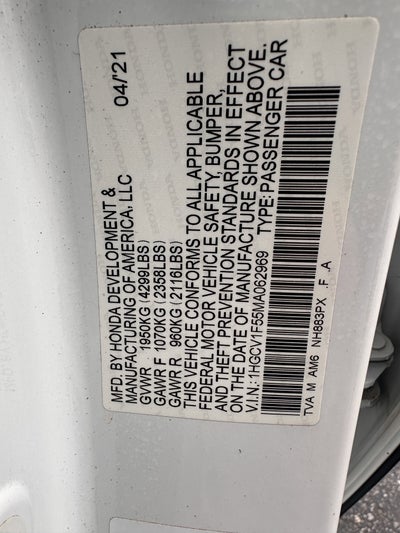 04/'21
MFD. BY HONDA DEVELOPMENT &
MANUFACTURING OF AMERICA, LLC
GVWR 1950KG(4299LBS)
GAWR F 1070KG(2358LBS)
GAWR R 960KG(2116LBS)
THIS VEHICLE CONFORMS TO ALL APPLICABLE
FEDERAL MOTOR VEHICLE SAFETY, BUMPER,
AND THEFT PREVENTION STANDARDS IN EFFECT
ON THE DATE OF MANUFACTURE SHOWN ABOVE.
V.I.N.:1HGCV1F55MA062969 TYPE:PASSENGER CAR
TVA M AM6 NH883PX .F .A